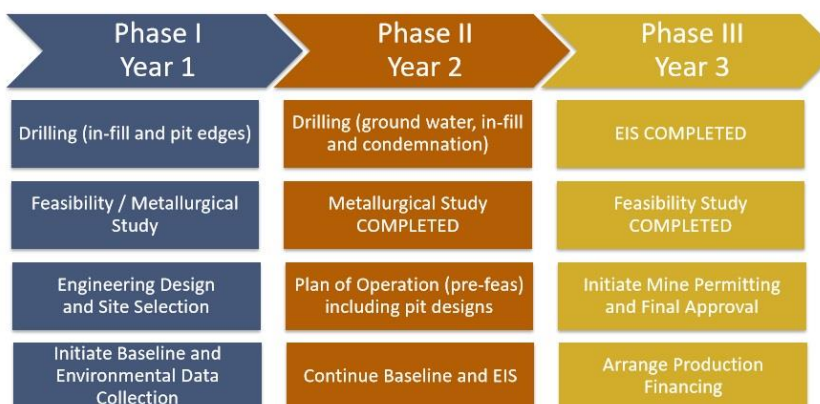 Phase I
Year 1
Phase II
Year 2
Phase III
Year 3
Drilling (in-fill and pit edges)
Drilling (ground water, in-fill
and condemnation)
EIS COMPLETED
Feasibility / Metallurgical
Study
Metallurgical Study
COMPLETED
Feasibility Study
COMPLETED
Engineering Design
and Site Selection
Plan of Operation (pre-feas)
including pit designs
Initiate Mine Permitting
and Final Approval
Initiate Baseline and
Environmental Data
Collection
Continue Baseline and EIS
Arrange Production
Financing